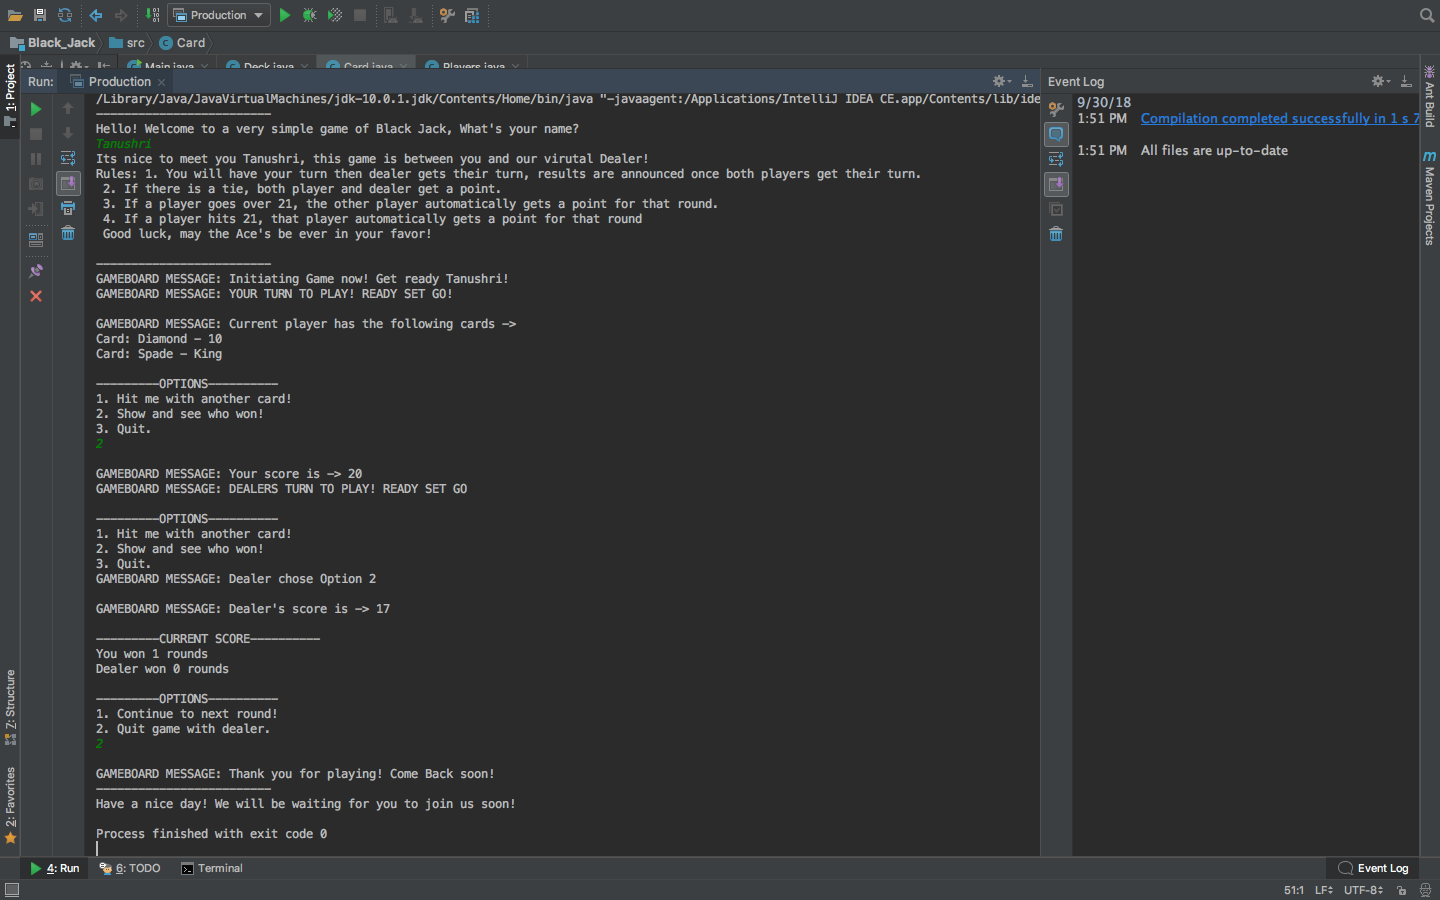 Production
Black_Jack
src
Card
Main.java
Deck.java
Card.java
Players.java
Run:
Production
/Library/Java/JavaVirtualMachines/jdk-10.0.1.jdk/Contents/Home/bin/java "-javaagent:/Applications/IntelliJ IDEA CE.app/Contents/lib/ide
-------------------------
Hello! Welcome to a very simple game of Black Jack, What's your name?
Tanushri
Its nice to meet you Tanushri, this game is between you and our virutal Dealer!
Rules: 1. You will have your turn then dealer gets their turn, results are announced once both players get their turn.
2. If there is a tie, both player and dealer get a point.
3. If a player goes over 21, the other player automatically gets a point for that round.
4. If a player hits 21, that player automatically gets a point for that round
Good luck, may the Ace's be ever in your favor!
-------------------------
GAMEBOARD MESSAGE: Initiating Game now! Get ready Tanushri!
GAMEBOARD MESSAGE: YOUR TURN TO PLAY! READY SET GO!
GAMEBOARD MESSAGE: Current player has the following cards ->
Card: Diamond - 10
Card: Spade - King
---------OPTIONS----------
1. Hit me with another card!
2. Show and see who won!
3. Quit.
2
GAMEBOARD MESSAGE: Your score is -> 20
GAMEBOARD MESSAGE: DEALERS TURN TO PLAY! READY SET GO
---------OPTIONS----------
1. Hit me with another card!
2. Show and see who won!
3. Quit.
GAMEBOARD MESSAGE: Dealer chose Option 2
GAMEBOARD MESSAGE: Dealer's score is -> 17
---------CURRENT SCORE----------
You won 1 rounds
Dealer won 0 rounds
---------OPTIONS----------
1. Continue to next round!
2. Quit game with dealer.
2
GAMEBOARD MESSAGE: Thank you for playing! Come Back soon!
-------------------------
Have a nice day! We will be waiting for you to join us soon!
Process finished with exit code 0
Event Log
9/30/18
1:51 PM Compilation completed successfully in 1 s 7
1:51 PM All files are up-to-date
1: Project
7: Structure
2: Favorites
Ant Build
m Maven Projects
4: Run
6: TODO
Terminal
Event Log
51:1 LF UTF-8